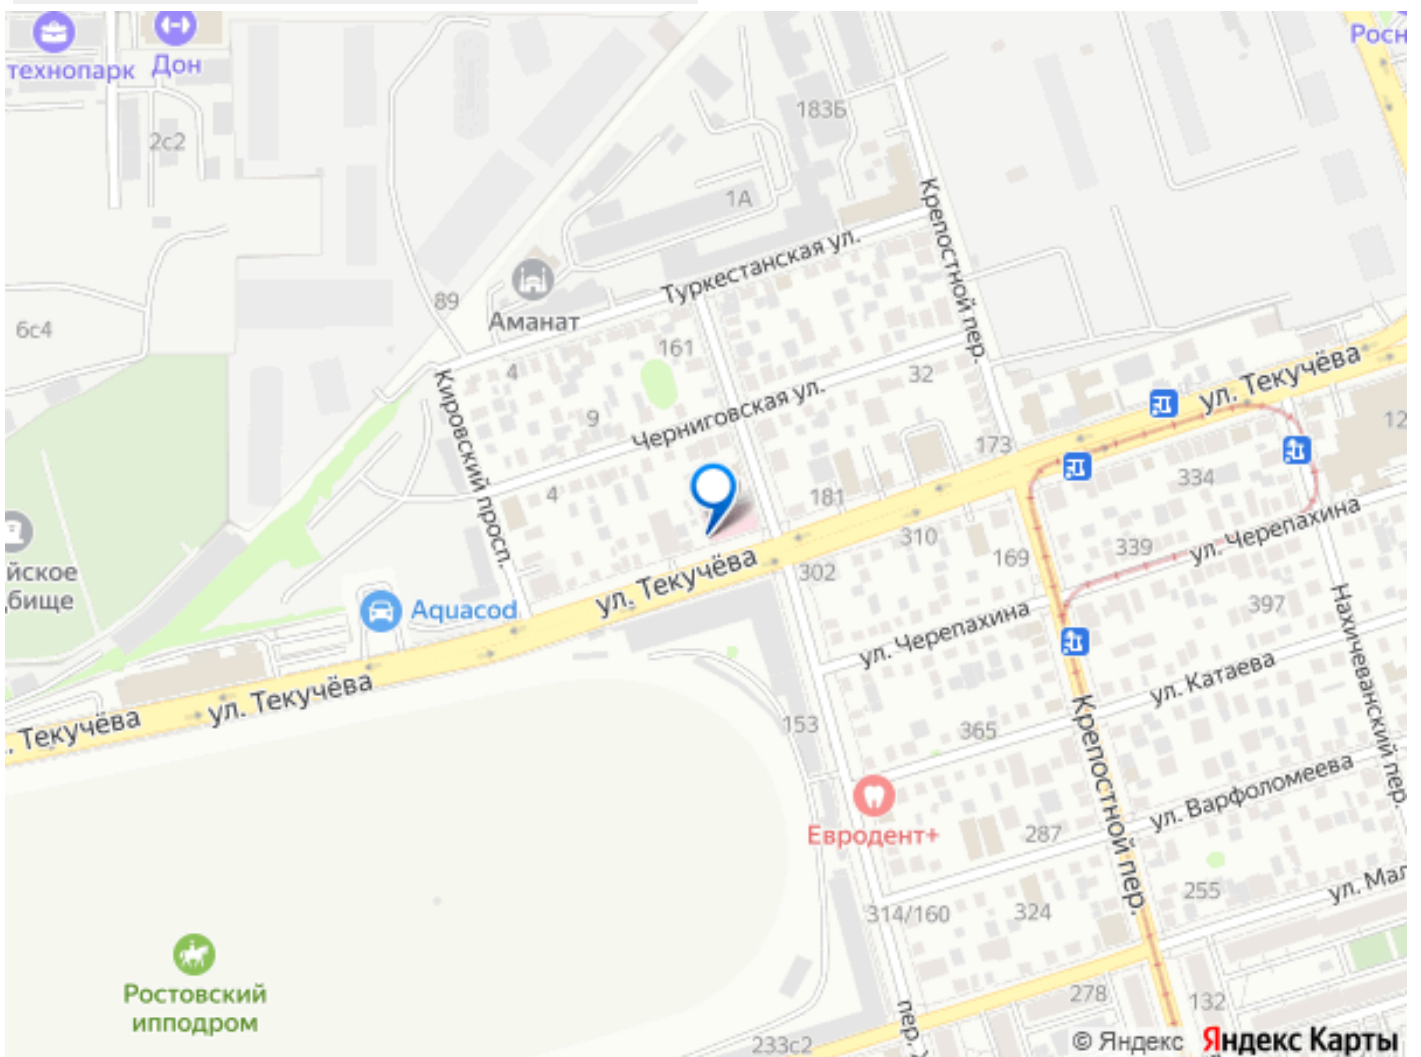 технопарк
Дон
Росн
2с2
183Б
1А
Крепостной пер.
Туркестанская ул.
89
6с4
Аманат
161
4
32
Кировский просп.
Черниговская ул.
9
ул. Текучёва
12
173
4
181
334
310
339
ул. Черепахина
169
йское
бище
302
ул. Текучёва
Aquacod
397
ул. Черепахина
Нахичеванский пер.
ул. Катаева
ул. Текучёва
. Текучёва
153
365
Крепостной пер.
ул. Варфоломеева
Евродент+
287
255
ул. Мал
314/160
324
Ростовский
ипподром
278
132
пер.
233с2
© Яндекс Яндекс Карты